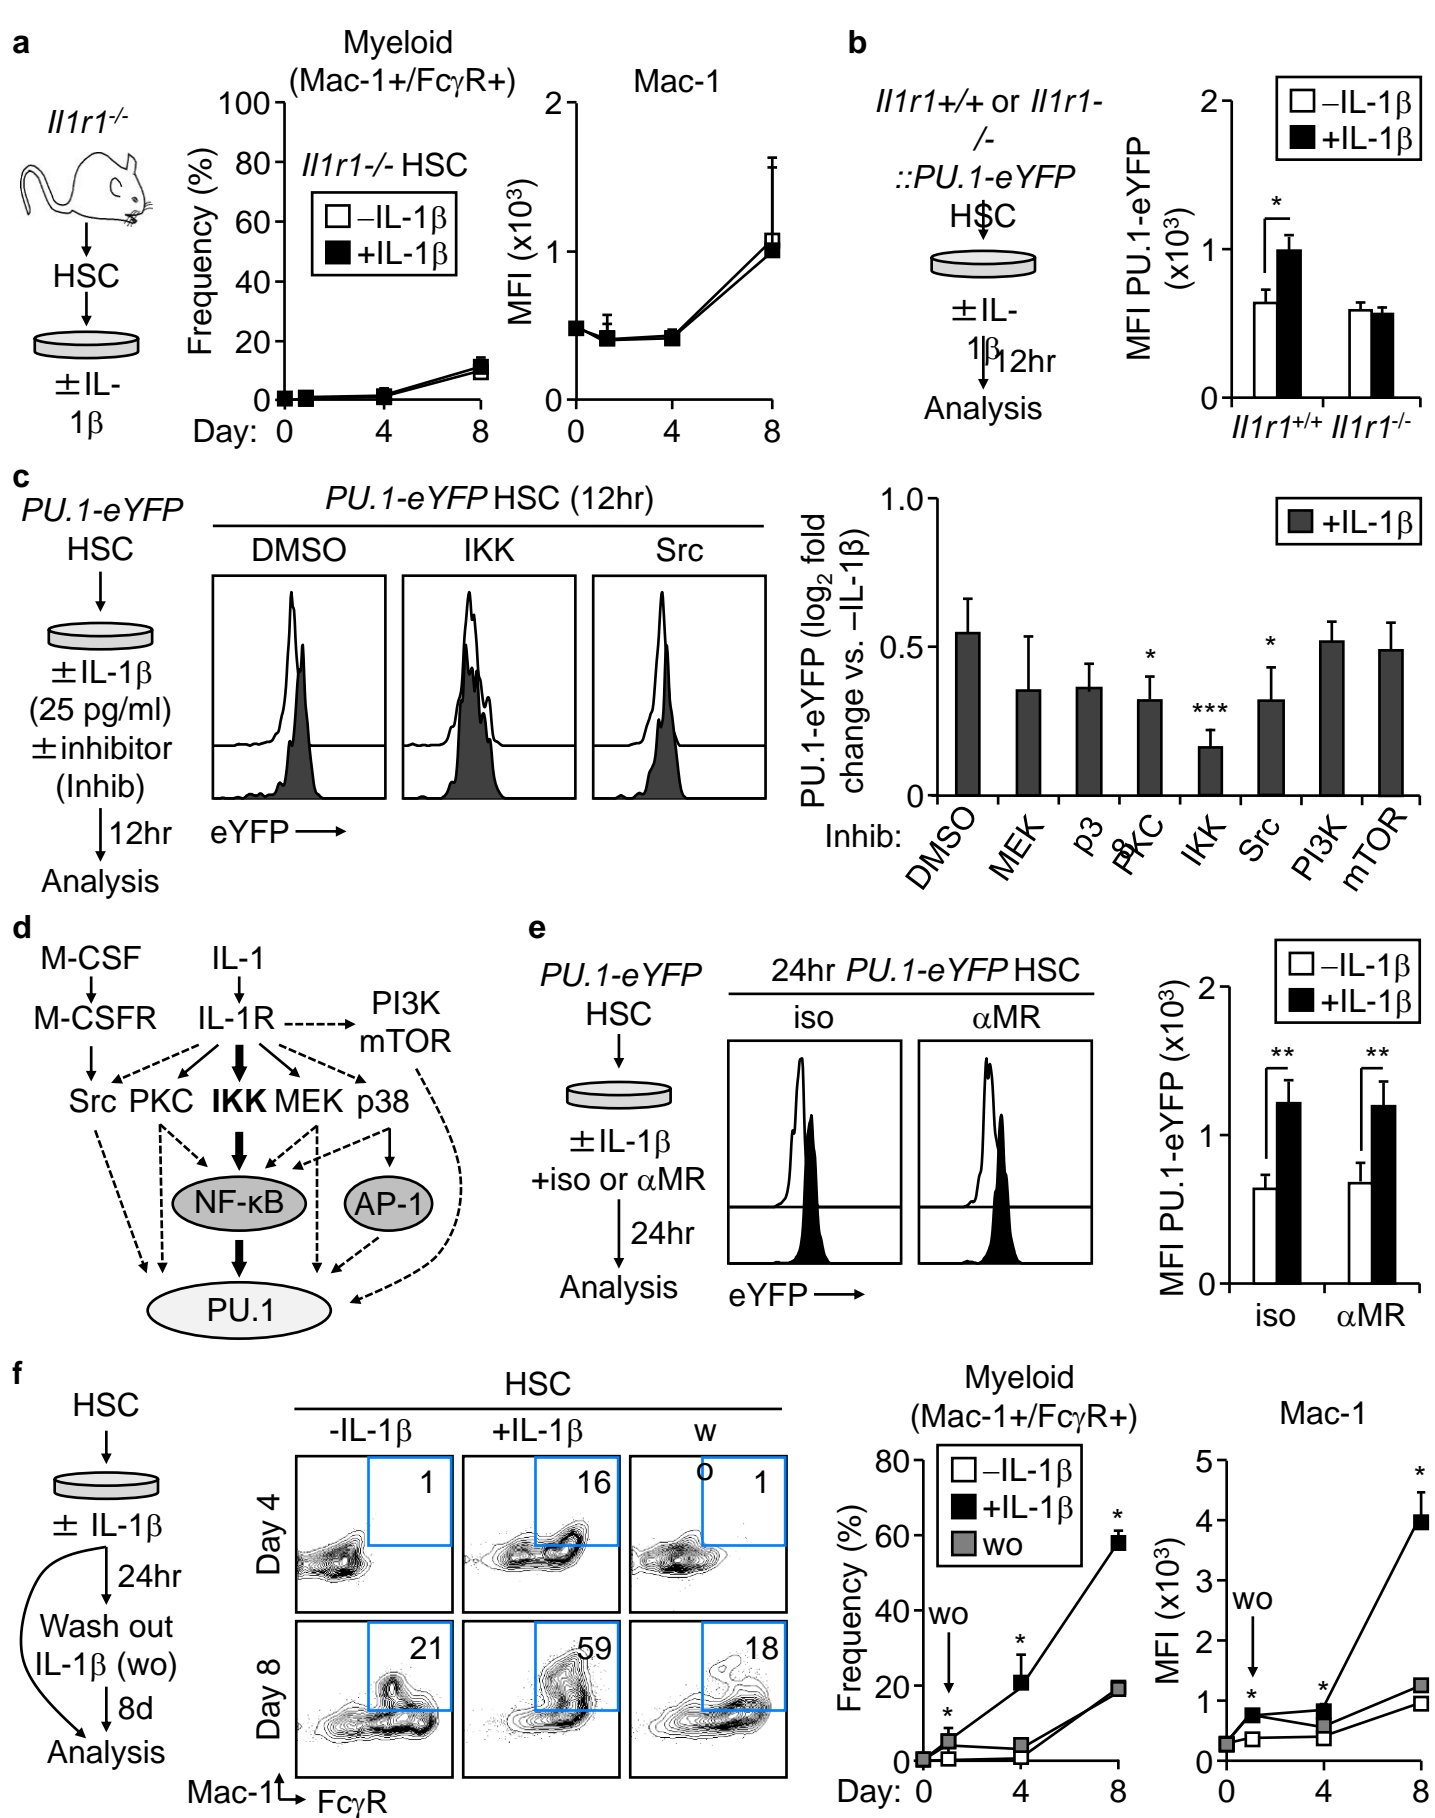 a
Il1r1-/-
HSC
±IL-
1β
Myeloid
(Mac-1+/FcγR+)
Frequency (%)
100
80
60
40
20
0
Il1r1-/- HSC
–IL-1β
+IL-1β
Day: 0 4 8
Mac-1
MFI (x10³)
2
1
0
0 4 8
b
Il1r1+/+ or Il1r1-
/-
::PU.1-eYFP
HSC
±IL-
1β
12hr
Analysis
MFI PU.1-eYFP
(x10³)
2
1
0
–IL-1β
+IL-1β
*
Il1r1+/+ Il1r1-/-
c
PU.1-eYFP
HSC
±IL-1β
(25 pg/ml)
±inhibitor
(Inhib)
12hr
Analysis
PU.1-eYFP HSC (12hr)
DMSO IKK Src
eYFP
PU.1-eYFP (log₂ fold
change vs. –IL-1β)
1.0
0.5
0
+IL-1β
* *** *
Inhib: DMSO MEK p3
8 PKC IKK Src PI3K mTOR
d
M-CSF IL-1
M-CSFR IL-1R PI3K
mTOR
Src PKC IKK MEK p38
NF-κB AP-1
PU.1
e
PU.1-eYFP
HSC
±IL-1β
+iso or αMR
24hr
Analysis
24hr PU.1-eYFP HSC
iso αMR
eYFP
MFI PU.1-eYFP (x10³)
2
1
0
–IL-1β
+IL-1β
** **
iso αMR
f
HSC
± IL-1β
24hr
Wash out
IL-1β (wo)
8d
Analysis
HSC
-IL-1β +IL-1β w
o
Day 4
1 16 1
Day 8
21 59 18
Mac-1
FcγR
Myeloid
(Mac-1+/FcγR+)
Frequency (%)
80
60
40
20
0
–IL-1β
+IL-1β
wo
wo
* * *
Day: 0 4 8
Mac-1
MFI (x10³)
5
4
3
2
1
0
wo
* * *
0 4 8